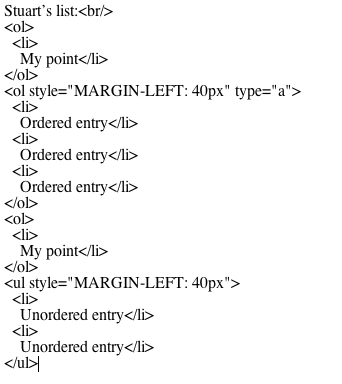 Stuart's list:<br/>
<ol>
  <li>
    My point</li>
</ol>
<ol style="MARGIN-LEFT: 40px" type="a">
  <li>
    Ordered entry</li>
  <li>
    Ordered entry</li>
  <li>
    Ordered entry</li>
</ol>
<ol>
  <li>
    My point</li>
</ol>
<ul style="MARGIN-LEFT: 40px">
  <li>
    Unordered entry</li>
  <li>
    Unordered entry</li>
</ul>